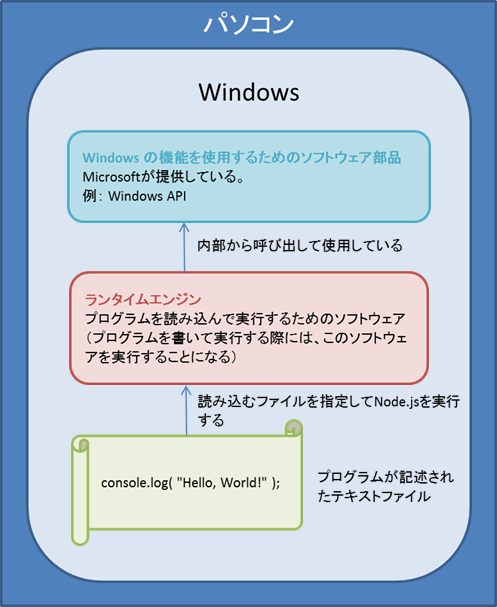 パソコン
Windows
Windows の機能を使用するためのソフトウェア部品
Microsoftが提供している。
例： Windows API
内部から呼び出して使用している
ランタイムエンジン
プログラムを読み込んで実行するためのソフトウェア
（プログラムを書いて実行する際には、このソフトウェ
アを実行することになる）
読み込むファイルを指定してNode.jsを実行
する
console.log( "Hello, World!" );
プログラムが記述され
たテキストファイル